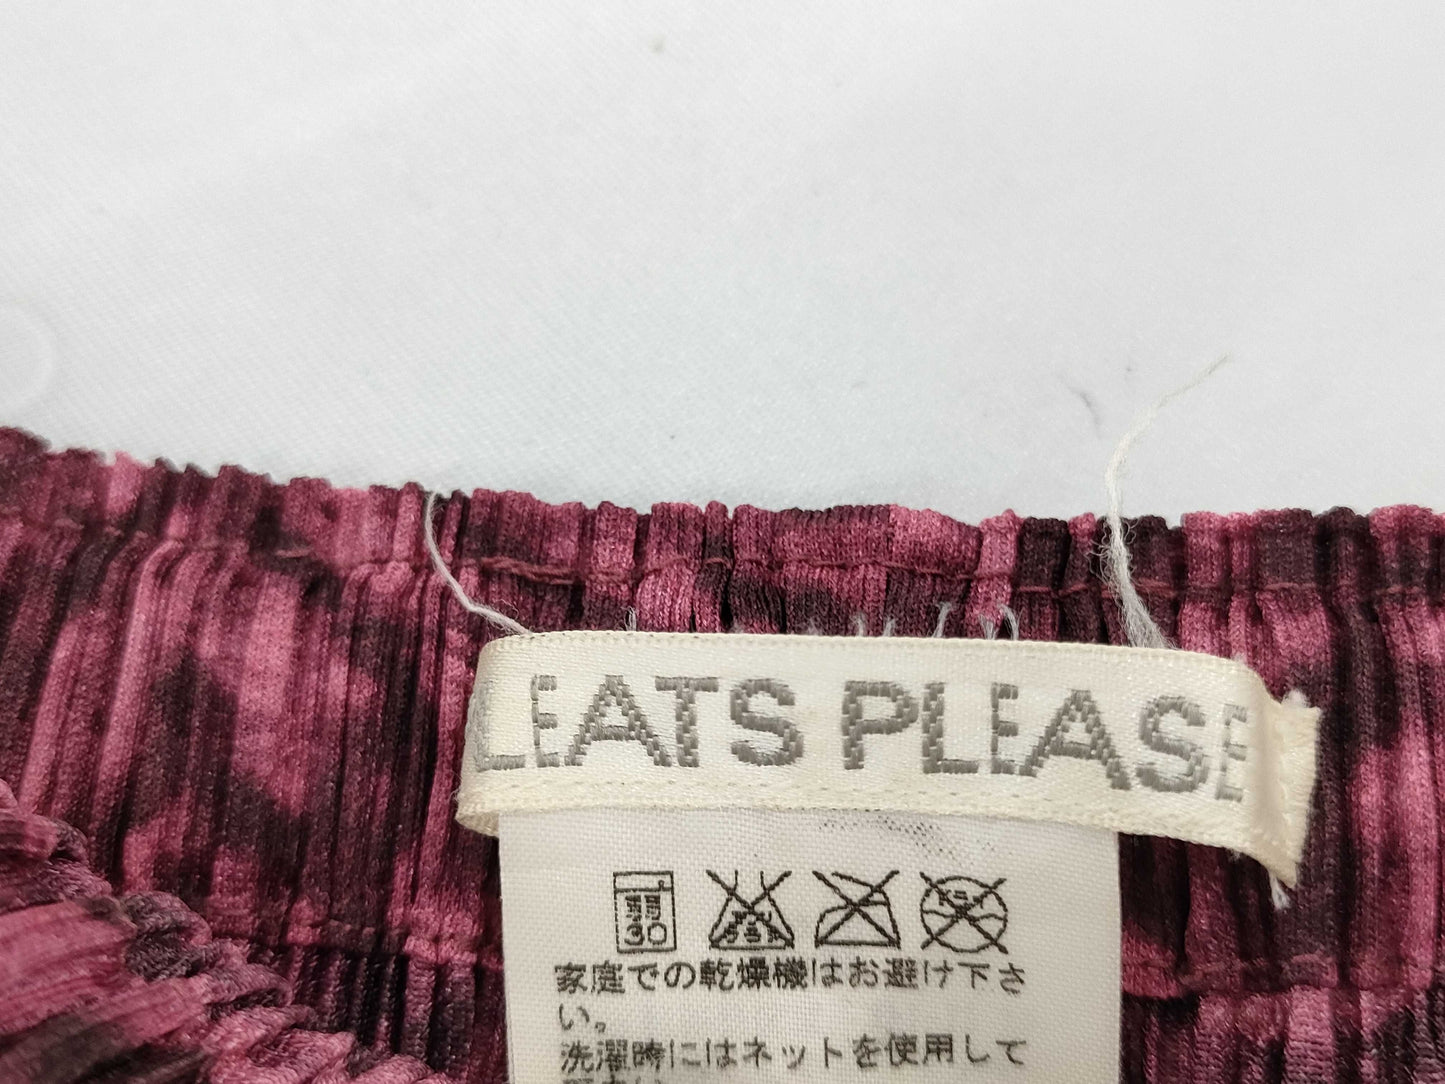 LEATS PLEASE
30
家庭での乾燥機はお避け下さ
い。
洗濯時にはネットを使用して